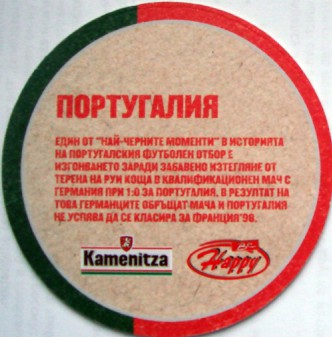 ПОРТУГАЛИЯ
ЕДИН ОТ "НАЙ-ЧЕРНИТЕ МОМЕНТИ" В ИСТОРИЯТА
НА ПОРТУГАЛСКИЯ ФУТБОЛЕН ОТБОР Е
ИЗГОНВАНЕТО ЗАРАДИ ЗАБАВЕНО ИЗТЕГЛЯНЕ ОТ
ТЕРЕНА НА РУИ КОЩА В КВАЛИФИКАЦИОНЕН МАЧ С
ГЕРМАНИЯ ПРИ 1:0 ЗА ПОРТУГАЛИЯ, В РЕЗУЛТАТ НА
ТОВА ГЕРМАНЦИТЕ ОБРЪЩАТ МАЧА И ПОРТУГАЛИЯ
НЕ УСПЯВА ДА СЕ КЛАСИРА ЗА ФРАНЦИЯ'98.
Kamenitza
Happy